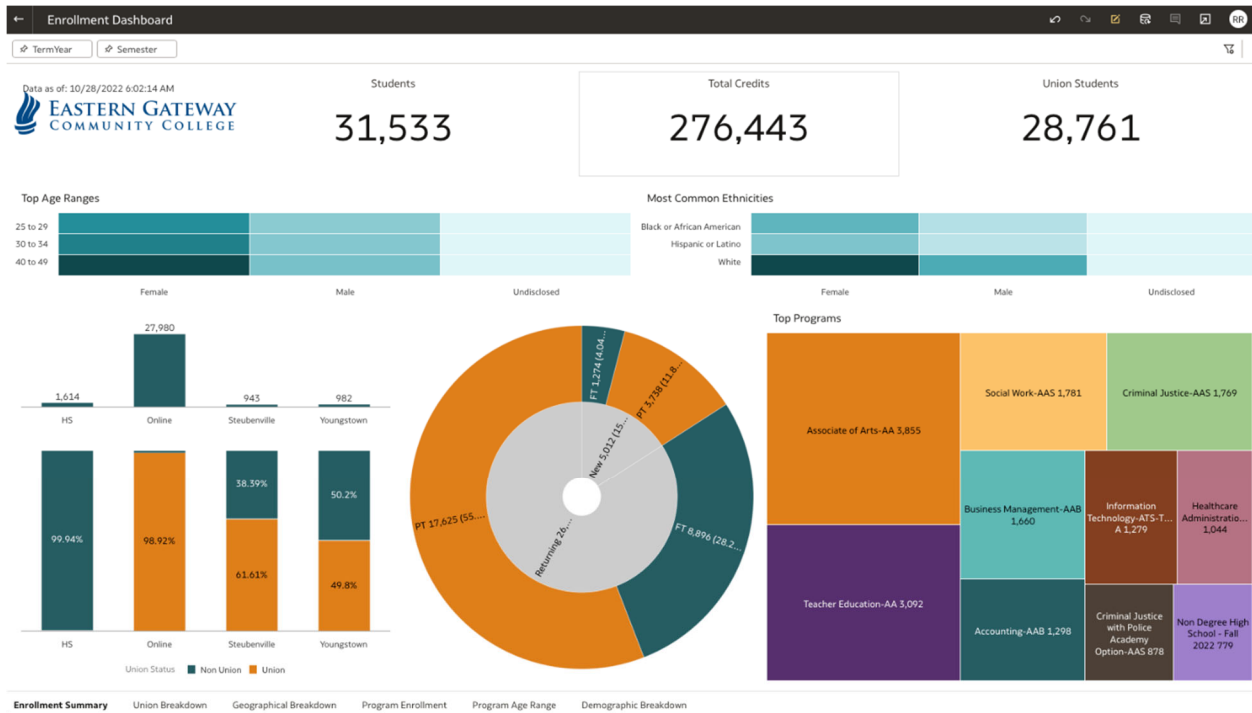 Enrollment Dashboard
RR
TermYear
Semester
Data as of: 10/28/2022 6:02:14 AM
EASTERN GATEWAY
COMMUNITY COLLEGE
Students
31,533
Total Credits
276,443
Union Students
28,761
Top Age Ranges
25 to 29
30 to 34
40 to 49
Female
Male
Undisclosed
Most Common Ethnicities
Black or African American
Hispanic or Latino
White
Female
Male
Undisclosed
1,614
27,980
943
982
HS
Online
Steubenville
Youngstown
99.94%
98.92%
38.39%
61.61%
50.2%
49.8%
HS
Online
Steubenville
Youngstown
Union Status
Non Union
Union
FT 1,274 (4.04...
PT 3,738 (11.8...
New 5,012 (15...
FT 8,896 (28.2...
PT 17,625 (55....
Returning 26,...
Top Programs
Associate of Arts-AA 3,855
Teacher Education-AA 3,092
Social Work-AAS 1,781
Criminal Justice-AAS 1,769
Business Management-AAB
1,660
Information
Technology-ATS-T...
A 1,279
Healthcare
Administratio...
1,044
Accounting-AAB 1,298
Criminal Justice
with Police
Academy
Option-AAS 878
Non Degree High
School - Fall
2022 779
Enrollment Summary
Union Breakdown
Geographical Breakdown
Program Enrollment
Program Age Range
Demographic Breakdown